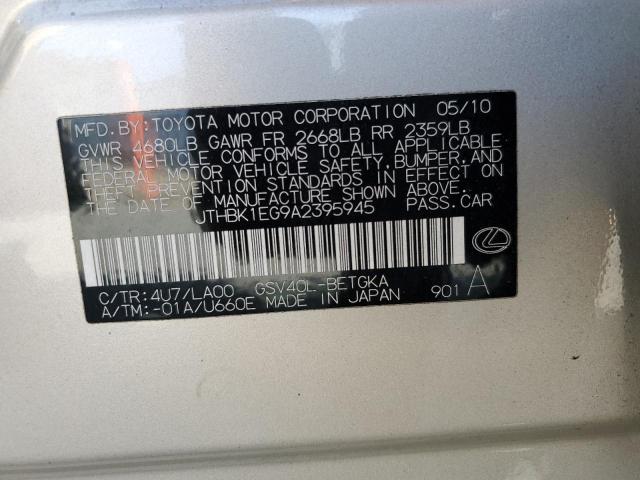 MFD.BY:TOYOTA MOTOR CORPORATION 05/10
GVWR 4680LB GAWR FR 2668LB RR 2359LB
THIS VEHICLE CONFORMS TO ALL APPLICABLE
FEDERAL MOTOR VEHICLE SAFETY,BUMPER,AND
THEFT PREVENTION STANDARDS IN EFFECT ON
THE DATE OF MANUFACTURE SHOWN ABOVE.
JTHBK1EG9A2395945 PASS.CAR
C/TR:4U7/LA00 GSV40L-BETGKA
A/TM:-01A/U660E MADE IN JAPAN 901 A